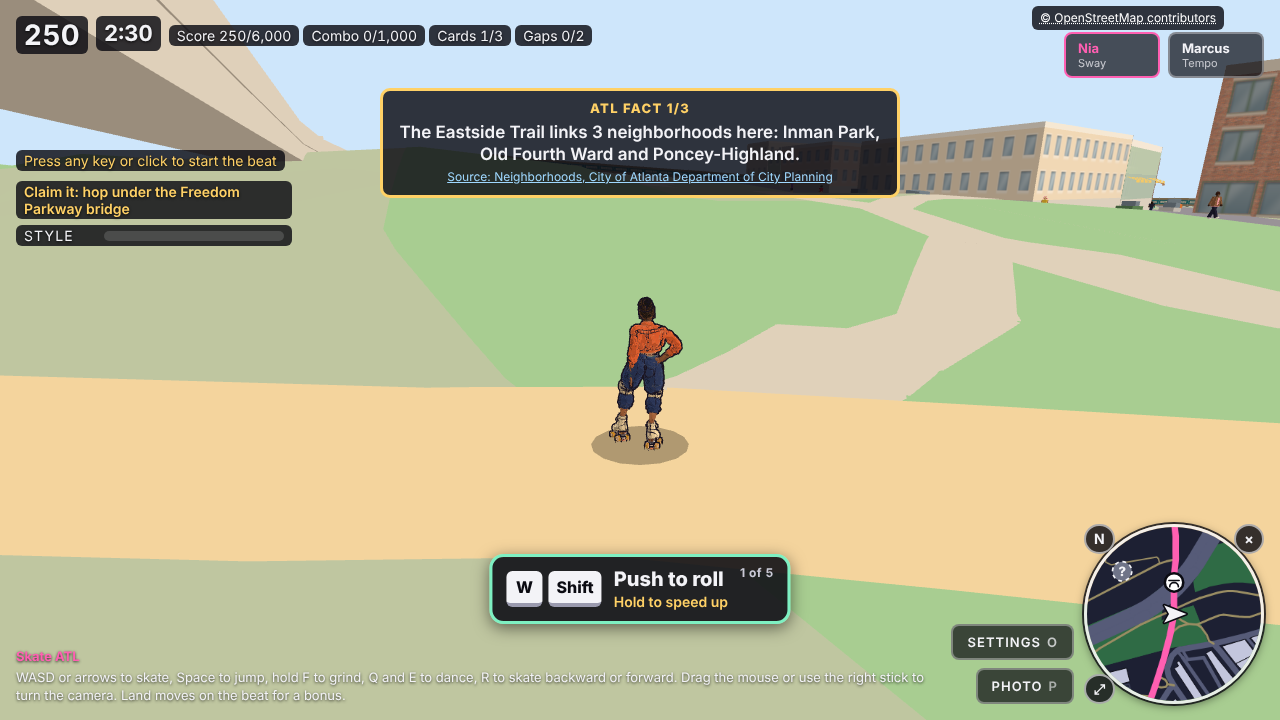 250
2:30
Score 250/6,000
Combo 0/1,000
Cards 1/3
Gaps 0/2
© OpenStreetMap contributors
Nia
Sway
Marcus
Tempo
ATL FACT 1/3
The Eastside Trail links 3 neighborhoods here: Inman Park,
Old Fourth Ward and Poncey-Highland.
Source: Neighborhoods, City of Atlanta Department of City Planning
Press any key or click to start the beat
Claim it: hop under the Freedom
Parkway bridge
STYLE
W
Shift
Push to roll
1 of 5
Hold to speed up
N
×
?
SETTINGS O
PHOTO P
Skate ATL
WASD or arrows to skate, Space to jump, hold F to grind, Q and E to dance, R to skate backward or forward. Drag the mouse or use the right stick to
turn the camera. Land moves on the beat for a bonus.